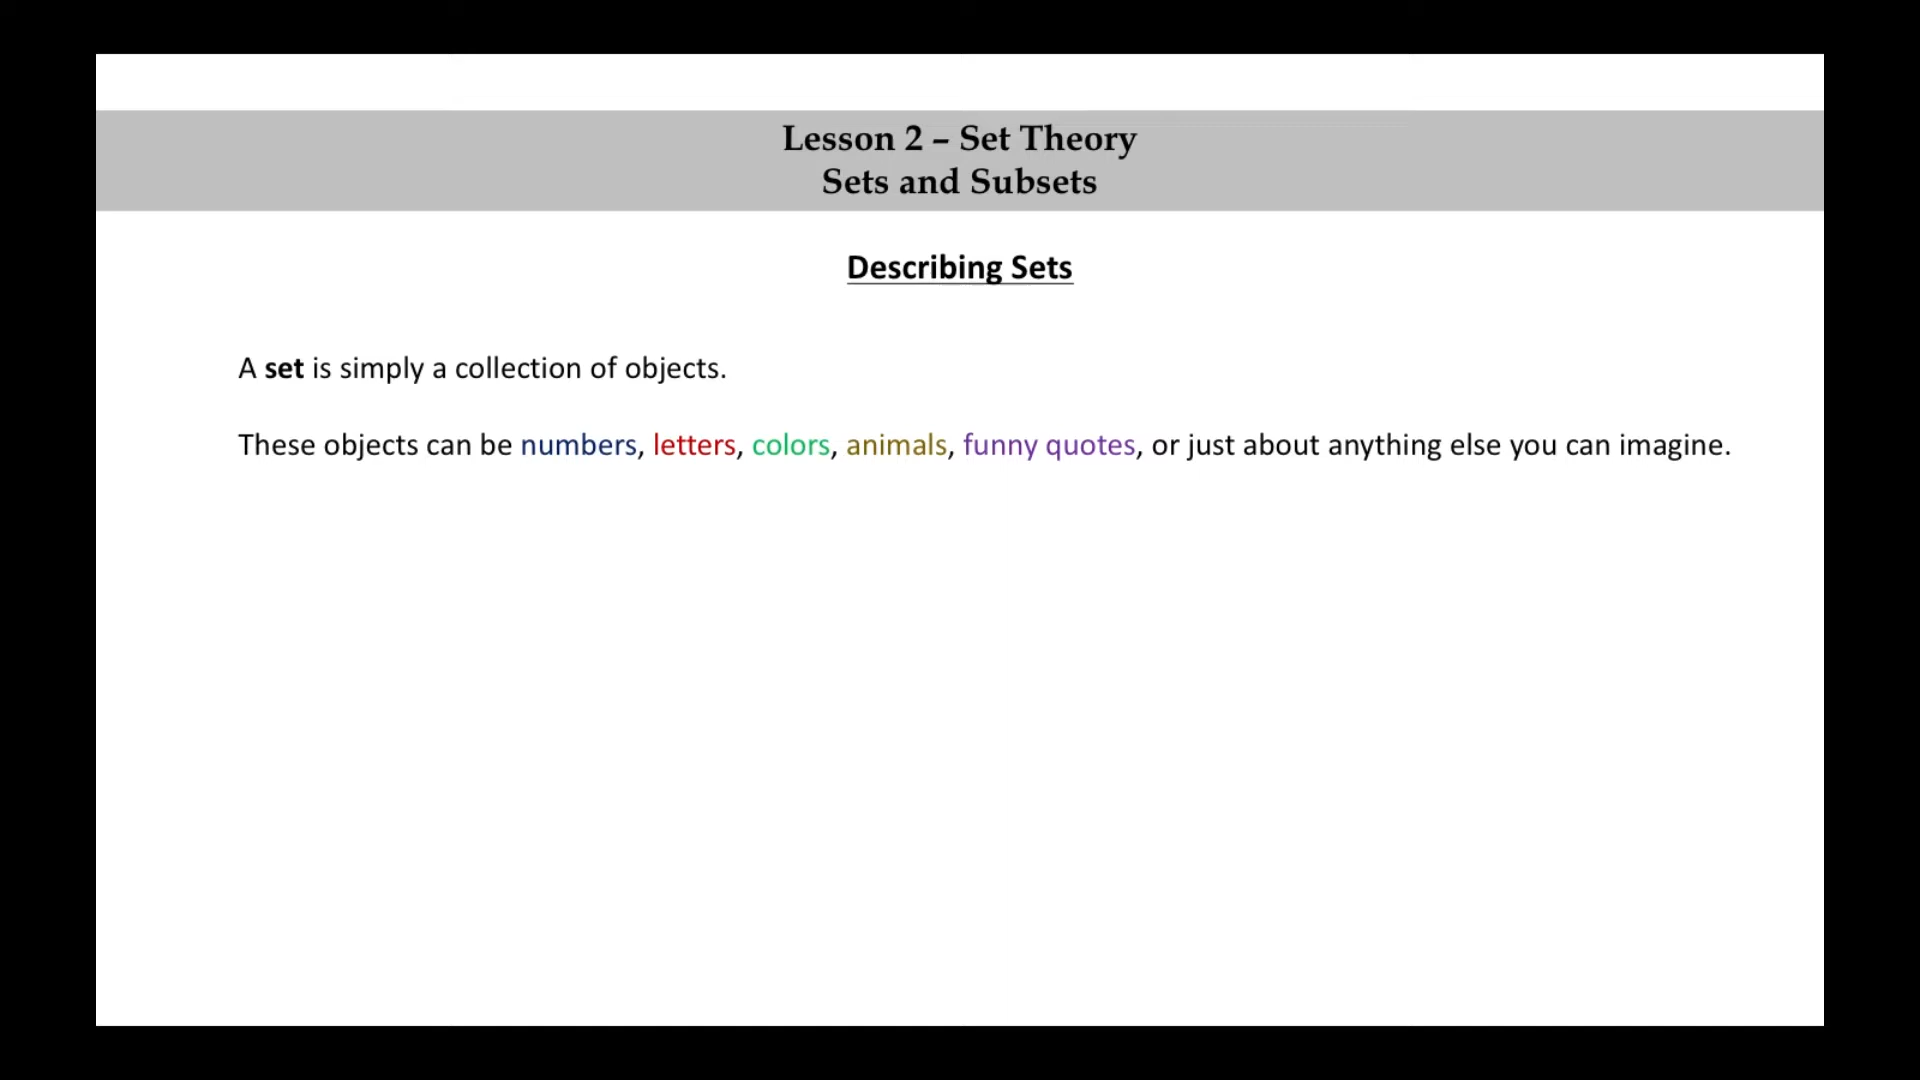 Lesson 2 – Set Theory
Sets and Subsets
Describing Sets
A set is simply a collection of objects.
These objects can be numbers, letters, colors, animals, funny quotes, or just about anything else you can imagine.